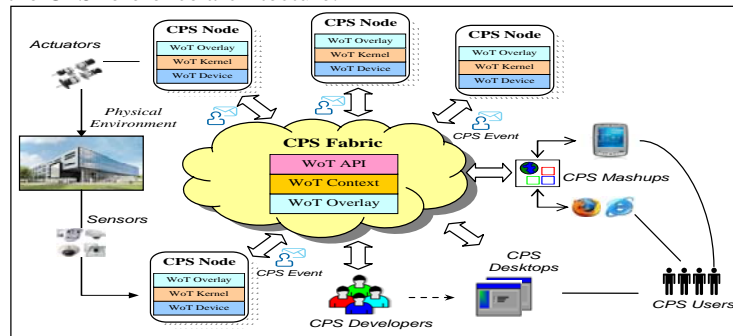 Actuators
CPS Node
WoT Overlay
WoT Kernel
WoT Device
CPS Node
WoT Overlay
WoT Kernel
WoT Device
CPS Node
WoT Overlay
WoT Kernel
WoT Device
Physical
Environment
CPS Event
CPS Fabric
WoT API
WoT Context
WoT Overlay
CPS Mashups
Sensors
CPS Node
WoT Overlay
WoT Kernel
WoT Device
CPS Event
CPS Developers
CPS
Desktops
CPS Users